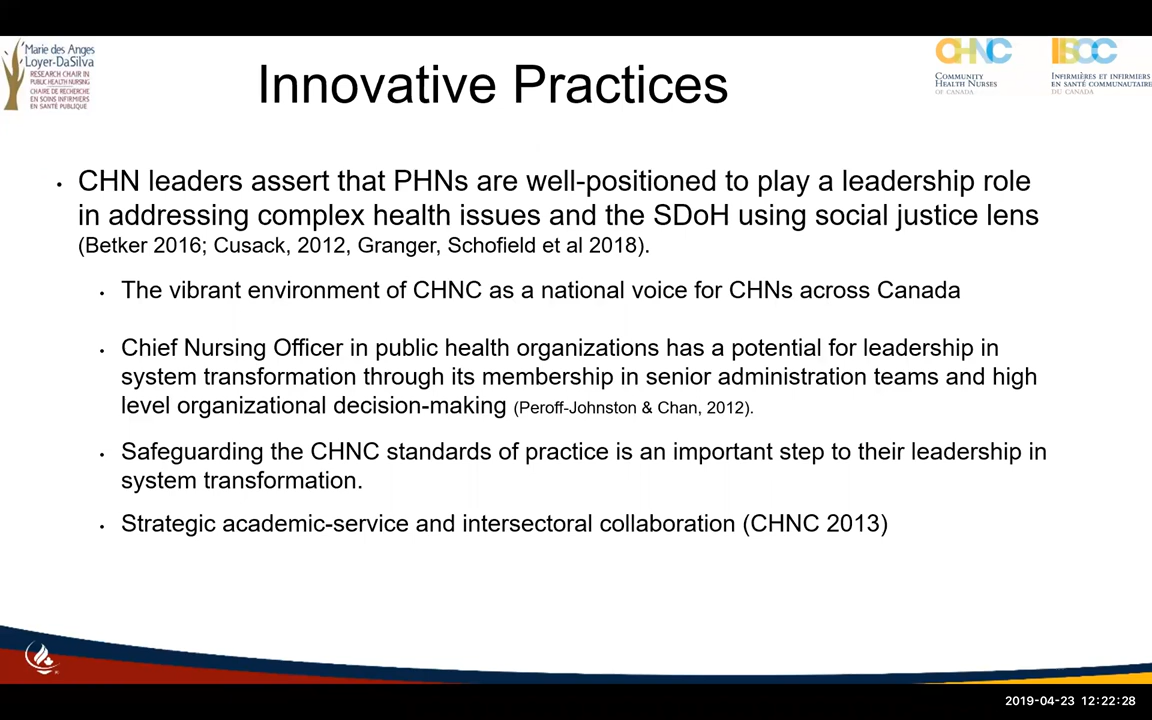 Marie des Anges
Loyer-DaSilva
RESEARCH CHAIR IN
PUBLIC HEALTH NURSING
CHAIRE DE RECHERCHE
EN SOINS INFIRMIERS
EN SANTÉ PUBLIQUE
Innovative Practices
CHNC
COMMUNITY
HEALTH NURSES
OF CANADA
IISCC
INFIRMIÈRES ET INFIRMIERS
EN SANTÉ COMMUNAUTAIRE
DU CANADA
• CHN leaders assert that PHNs are well-positioned to play a leadership role
in addressing complex health issues and the SDoH using social justice lens
(Betker 2016; Cusack, 2012, Granger, Schofield et al 2018).
• The vibrant environment of CHNC as a national voice for CHNs across Canada
• Chief Nursing Officer in public health organizations has a potential for leadership in
system transformation through its membership in senior administration teams and high
level organizational decision-making (Peroff-Johnston & Chan, 2012).
• Safeguarding the CHNC standards of practice is an important step to their leadership in
system transformation.
• Strategic academic-service and intersectoral collaboration (CHNC 2013)
2019-04-23 12:22:28